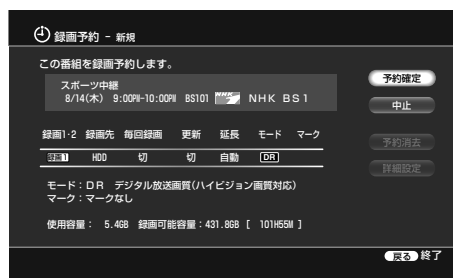 録画予約 - 新規
この番組を録画予約します。
スポーツ中継
8/14(木) 9:00PM-10:00PM BS101 NHK NHK BS1
予約確定
中止
予約消去
詳細設定
録画1·2 録画先 毎回録画 更新 延長 モード マーク
録画1 HDD 切 切 自動 DR
モード：DR デジタル放送画質(ハイビジョン画質対応)
マーク：マークなし
使用容量： 5.4GB 録画可能容量：431.8GB [ 101H55M ]
戻る 終了